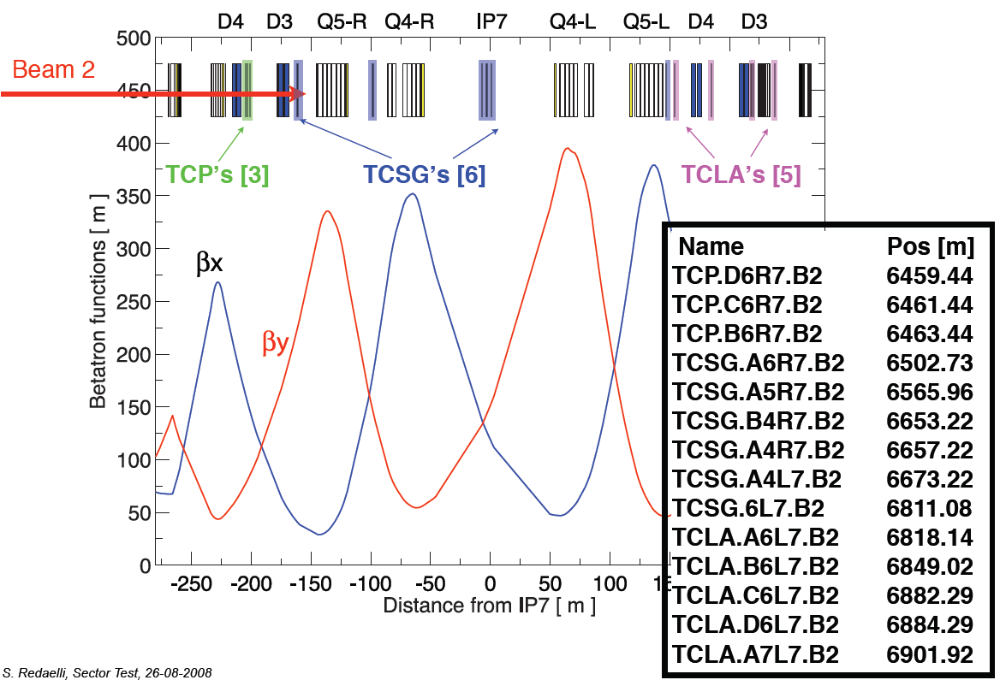 D4 D3 Q5-R Q4-R IP7 Q4-L Q5-L D4 D3
500
Beam 2
450
400
TCP's [3] TCSG's [6] TCLA's [5]
350
300
250
200
150
100
50
0
βx
βy
Betatron functions [ m ]
-250 -200 -150 -100 -50 0 50 100
Distance from IP7 [ m ]
Name Pos [m]
TCP.D6R7.B2 6459.44
TCP.C6R7.B2 6461.44
TCP.B6R7.B2 6463.44
TCSG.A6R7.B2 6502.73
TCSG.A5R7.B2 6565.96
TCSG.B4R7.B2 6653.22
TCSG.A4R7.B2 6657.22
TCSG.A4L7.B2 6673.22
TCSG.6L7.B2 6811.08
TCLA.A6L7.B2 6818.14
TCLA.B6L7.B2 6849.02
TCLA.C6L7.B2 6882.29
TCLA.D6L7.B2 6884.29
TCLA.A7L7.B2 6901.92
S. Redaelli, Sector Test, 26-08-2008